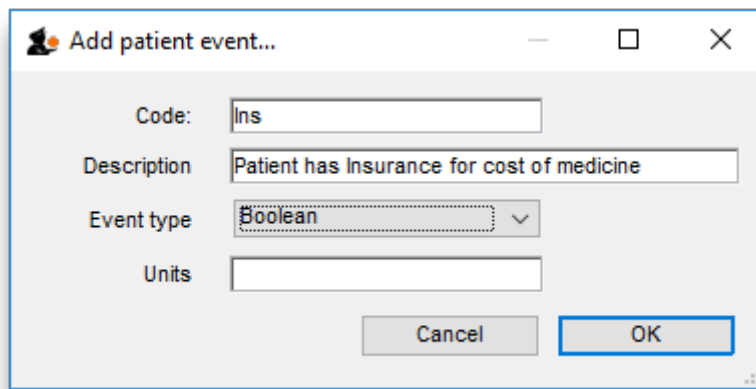 Add patient event...
Code: Ins
Description Patient has Insurance for cost of medicine
Event type Boolean
Units
Cancel OK